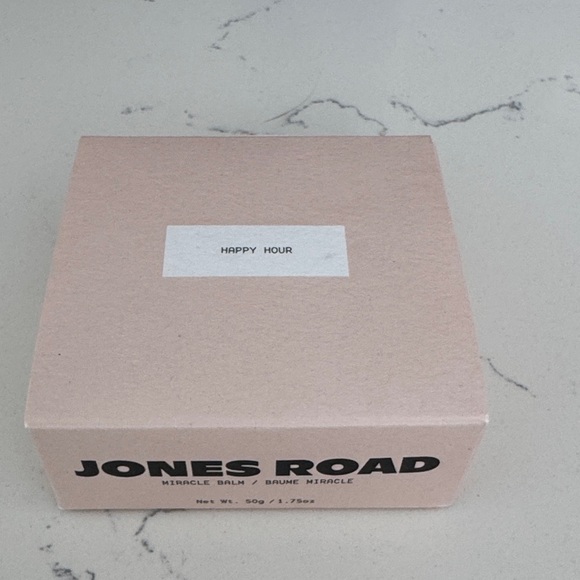 HAPPY HOUR
JONES ROAD
MIRACLE BALM / BAUME MIRACLE
Net Wt. 50g / 1.75oz